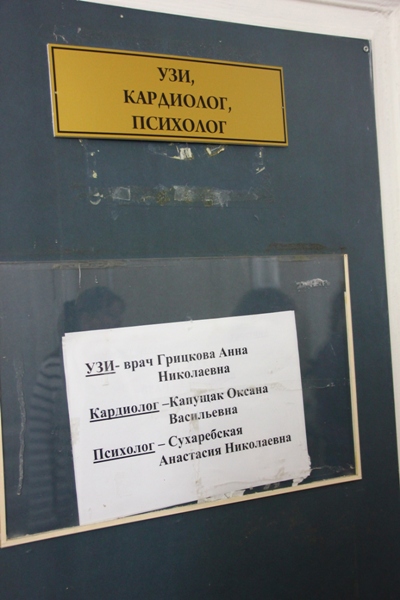 УЗИ,
КАРДИОЛОГ,
ПСИХОЛОГ
УЗИ- врач Грицкова Анна
Николаевна
Кардиолог –Капущак Оксана
Васильевна
Психолог – Сухаребская
Анастасия Николаевна